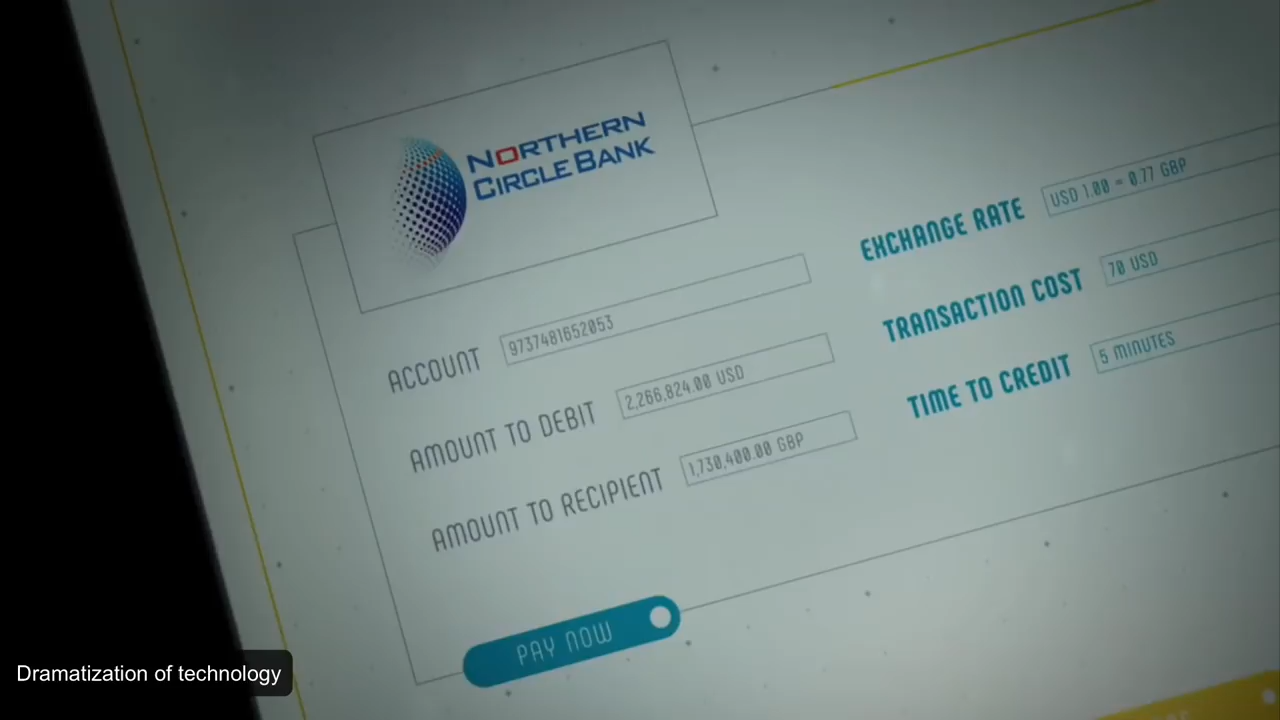 NORTHERN
CIRCLE BANK
ACCOUNT 9737481652053
AMOUNT TO DEBIT 2,266,824.00 USD
AMOUNT TO RECIPIENT 1,730,400.00 GBP
PAY NOW
EXCHANGE RATE USD 1.00 = 0.77 GBP
TRANSACTION COST 70 USD
TIME TO CREDIT 5 MINUTES
Dramatization of technology